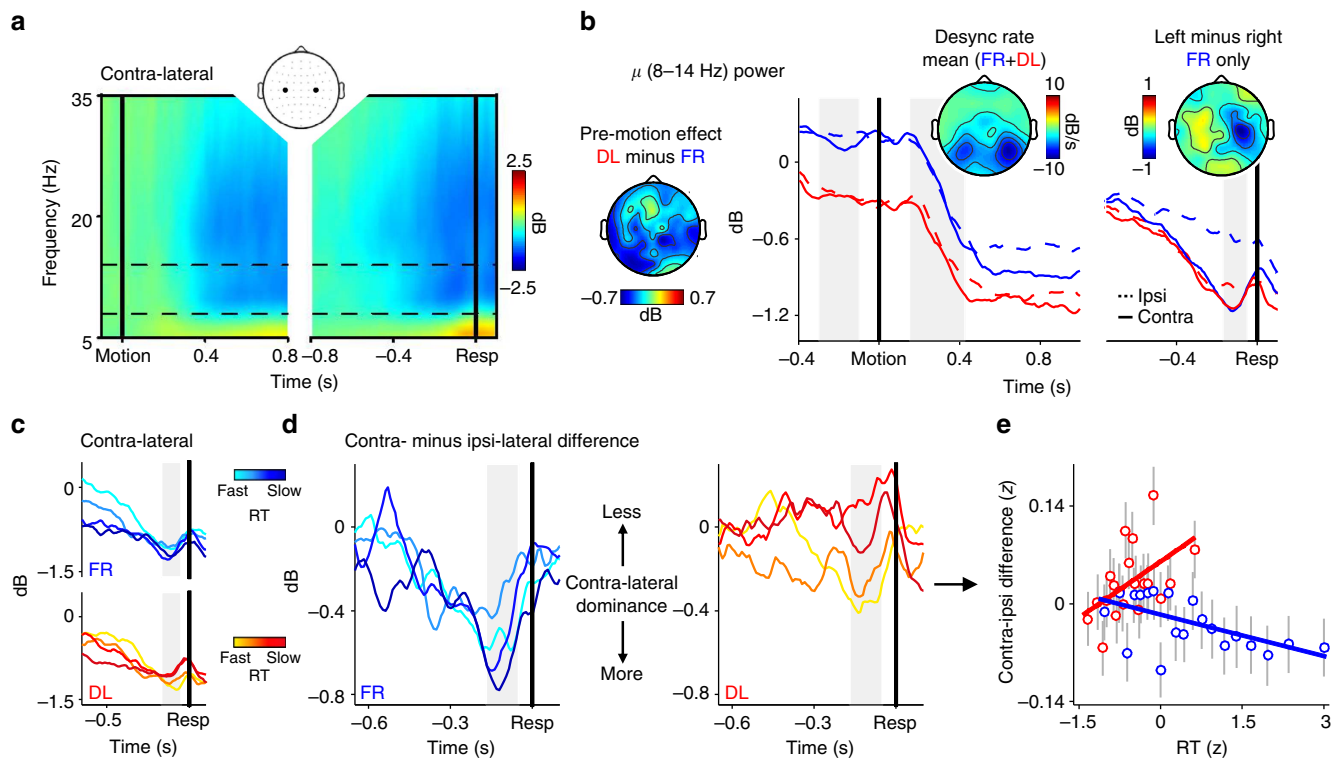 a
Contra-lateral
35
20
5
Frequency (Hz)
Motion
0.4
0.8
−0.8
−0.4
Resp
Time (s)
2.5
dB
−2.5
b
μ (8–14 Hz) power
Pre-motion effect
DL minus FR
−0.7
0.7
dB
Desync rate
mean (FR+DL)
10
dB/s
−10
Left minus right
FR only
1
dB
−1
0
−0.6
−1.2
dB
−0.4
Motion
0.4
0.8
−0.4
Resp
Time (s)
Ipsi
Contra
c
Contra-lateral
0
−1.5
FR
Fast
Slow
RT
dB
0
−1.5
DL
Fast
Slow
RT
−0.5
Resp
Time (s)
d
Contra- minus ipsi-lateral difference
0
−0.4
−0.8
dB
FR
−0.6
−0.3
Resp
Time (s)
Less
Contra-lateral
dominance
More
0
−0.4
−0.8
DL
−0.6
−0.3
Resp
Time (s)
e
Contra-ipsi difference (z)
0.14
0
−0.14
−1.5
0
1.5
3
RT (z)